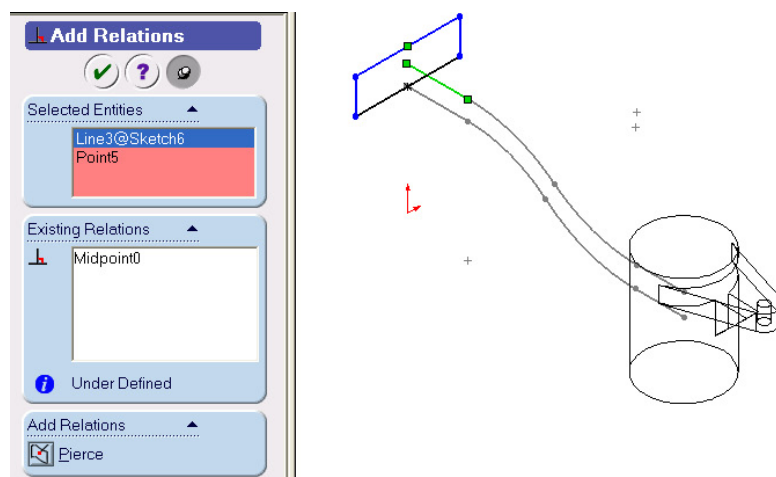 Add Relations
?
Selected Entities
Line3@Sketch6
Point5
Existing Relations
Midpoint0
i Under Defined
Add Relations
Pierce